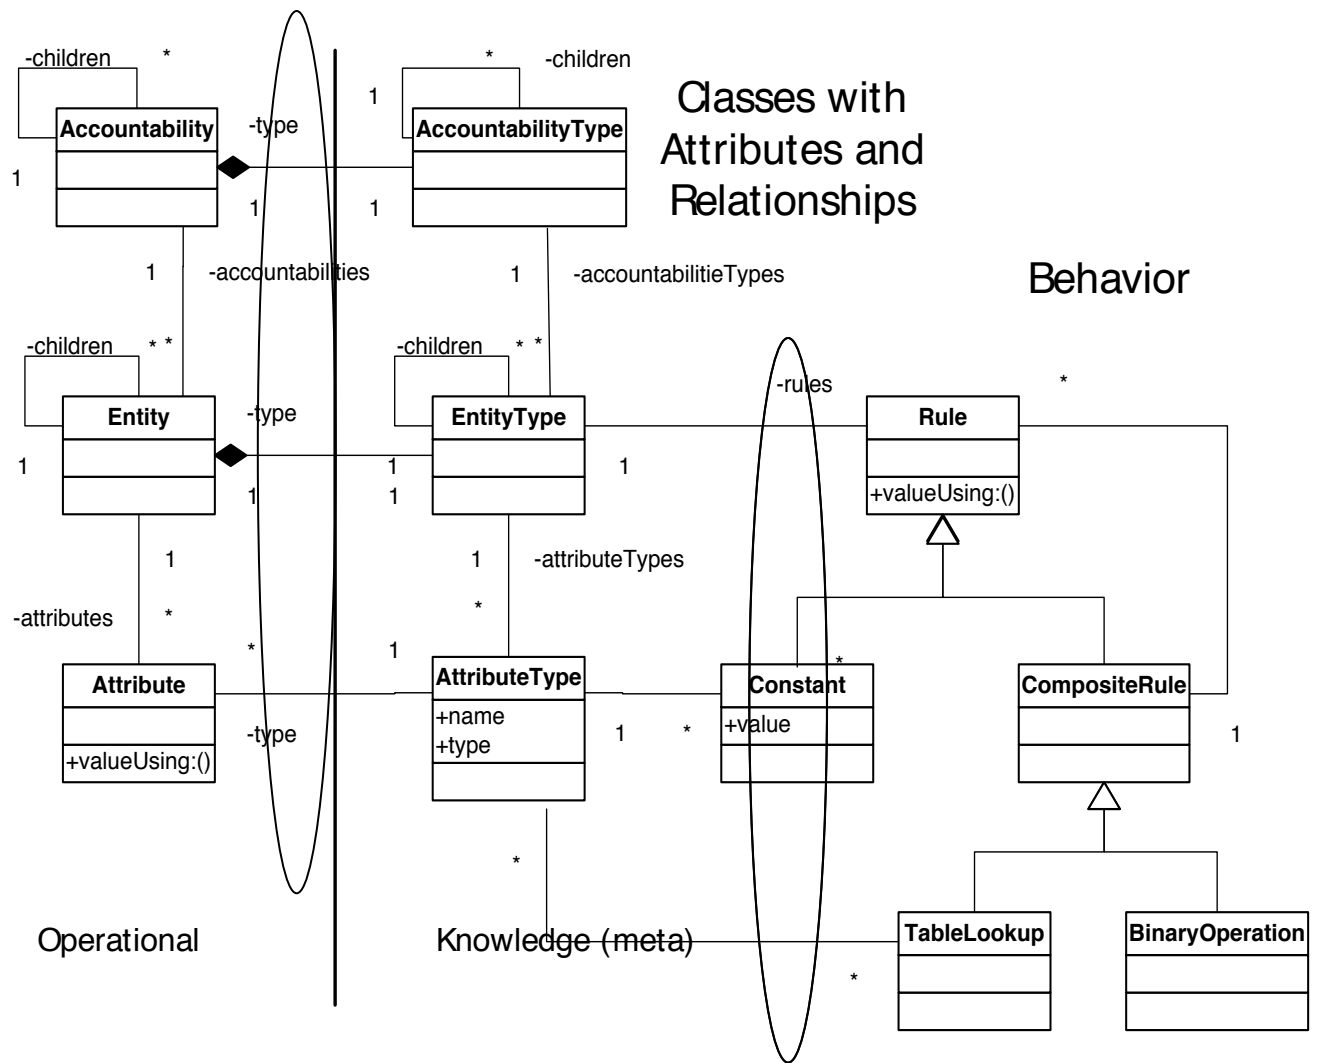 -children
*
*
-children
1
Classes with
Attributes and
Relationships
Accountability
-type
AccountabilityType
1
1
1
1
-accountabilities
1
-accountabilitieTypes
Behavior
-children
* *
-children
* *
-rules
*
Entity
-type
EntityType
Rule
1
1
1
1
1
+valueUsing:()
1
1
-attributeTypes
-attributes
*
*
*
1
*
Attribute
AttributeType
Constant
CompositeRule
+name
+value
-type
1
*
1
+type
+valueUsing:()
*
Operational
Knowledge (meta)
TableLookup
BinaryOperation
*